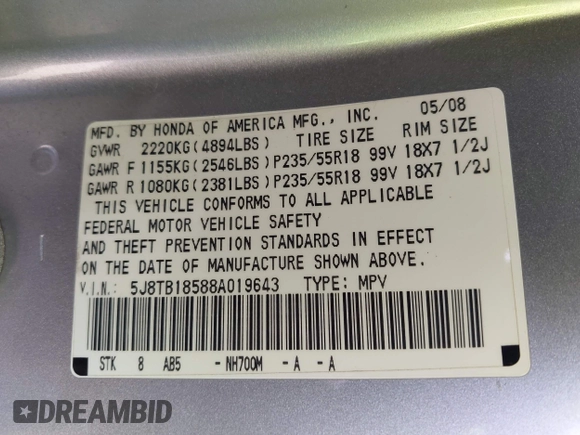 MFD. BY HONDA OF AMERICA MFG., INC. 05/08
GVWR 2220KG(4894LBS) TIRE SIZE RIM SIZE
GAWR F 1155KG(2546LBS) P235/55R18 99V 18X7 1/2J
GAWR R 1080KG(2381LBS) P235/55R18 99V 18X7 1/2J
THIS VEHICLE CONFORMS TO ALL APPLICABLE
FEDERAL MOTOR VEHICLE SAFETY
AND THEFT PREVENTION STANDARDS IN EFFECT
ON THE DATE OF MANUFACTURE SHOWN ABOVE.
V.I.N.: 5J8TB18588A019643 TYPE: MPV
STK 8 AB5 -NH700M -A -A
DREAMBID